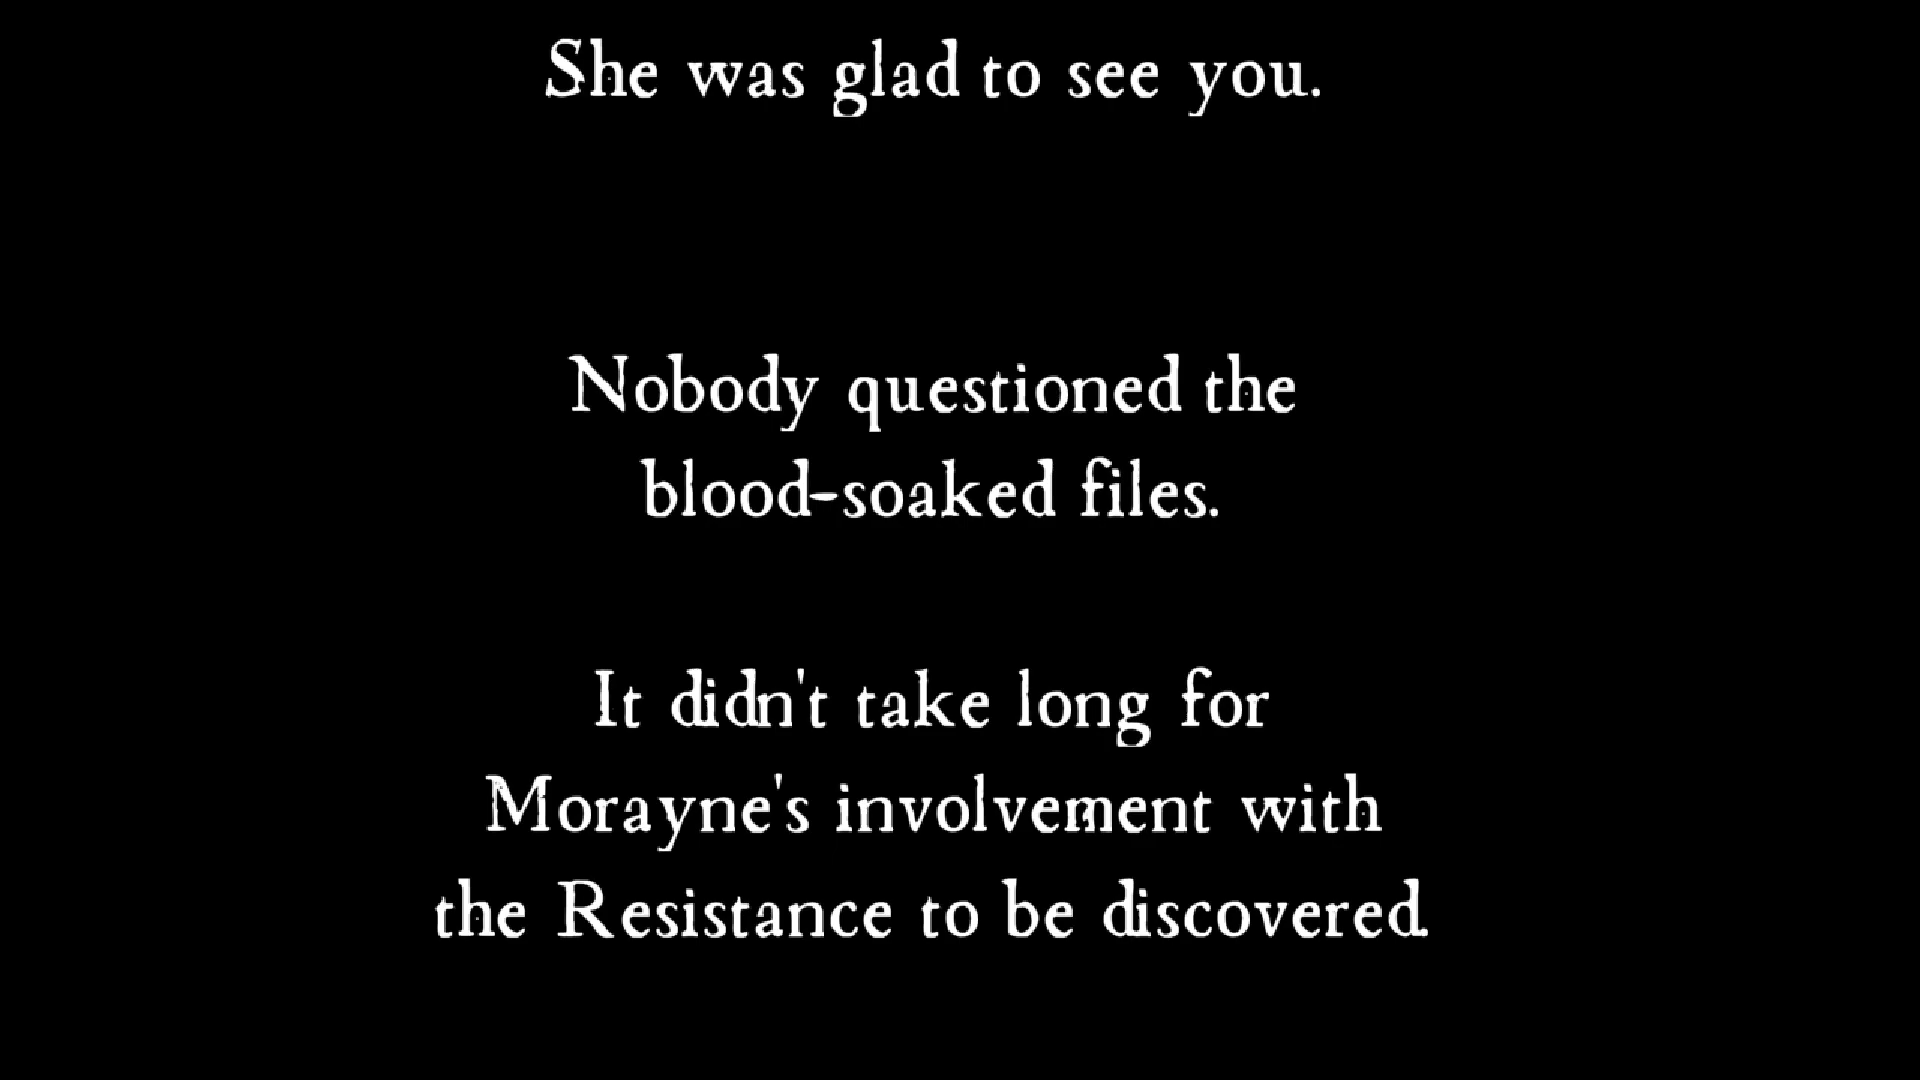 She was glad to see you.
Nobody questioned the
blood-soaked files.
It didn't take long for
Morayne's involvement with
the Resistance to be discovered.